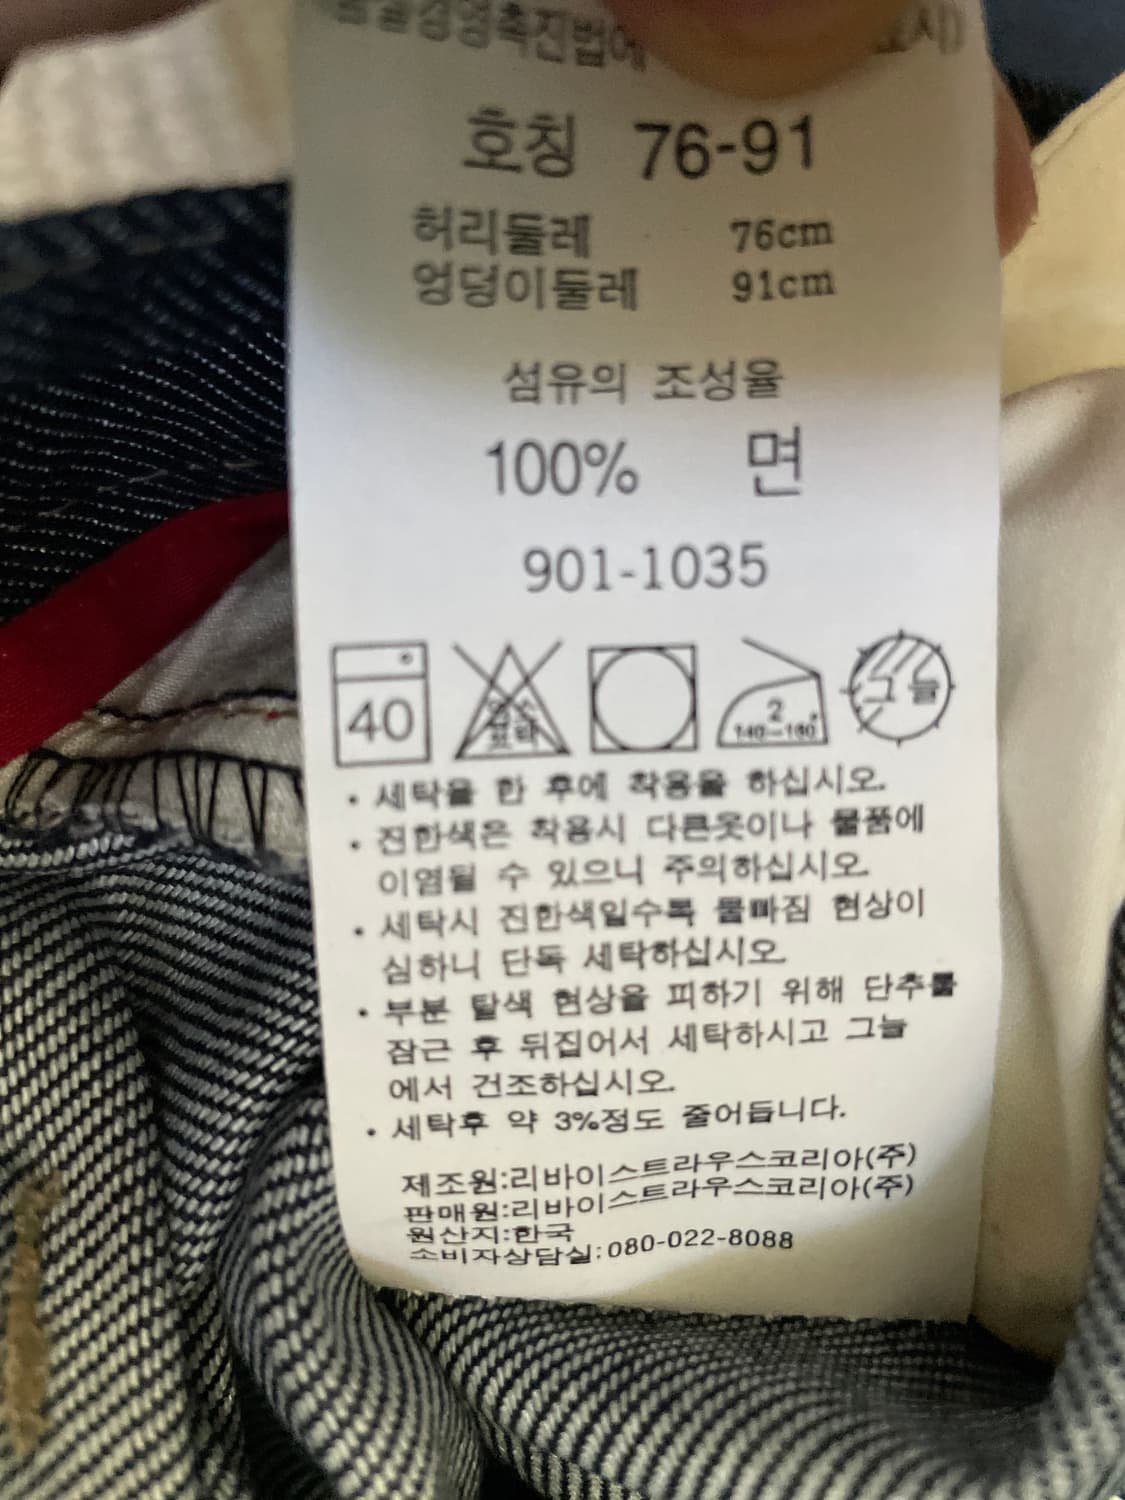 호칭 76-91
허리둘레 76cm
엉덩이둘레 91cm
섬유의 조성율
100% 면
901-1035
40
염소
표백
2
140-160
그늘
• 세탁을 한 후에 착용을 하십시오.
• 진한색은 착용시 다른옷이나 물품에
이염될 수 있으니 주의하십시오.
• 세탁시 진한색일수록 물빠짐 현상이
심하니 단독 세탁하십시오.
• 부분 탈색 현상을 피하기 위해 단추를
잠근 후 뒤집어서 세탁하시고 그늘
에서 건조하십시오.
• 세탁후 약 3%정도 줄어듭니다.
제조원:리바이스트라우스코리아(주)
판매원:리바이스트라우스코리아(주)
원산지:한국
소비자상담실:080-022-8088